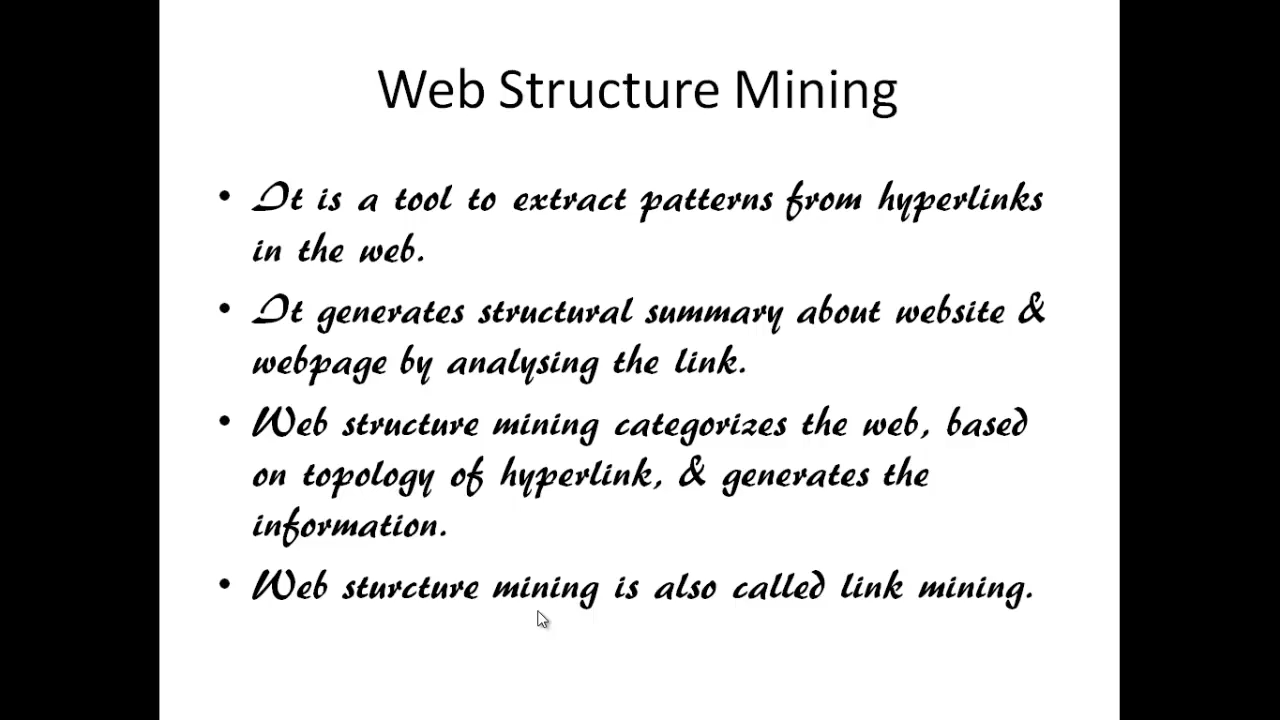 Web Structure Mining
• It is a tool to extract patterns from hyperlinks
in the web.
• It generates structural summary about website &
webpage by analysing the link.
• Web structure mining categorizes the web, based
on topology of hyperlink, & generates the
information.
• Web sturcture mining is also called link mining.